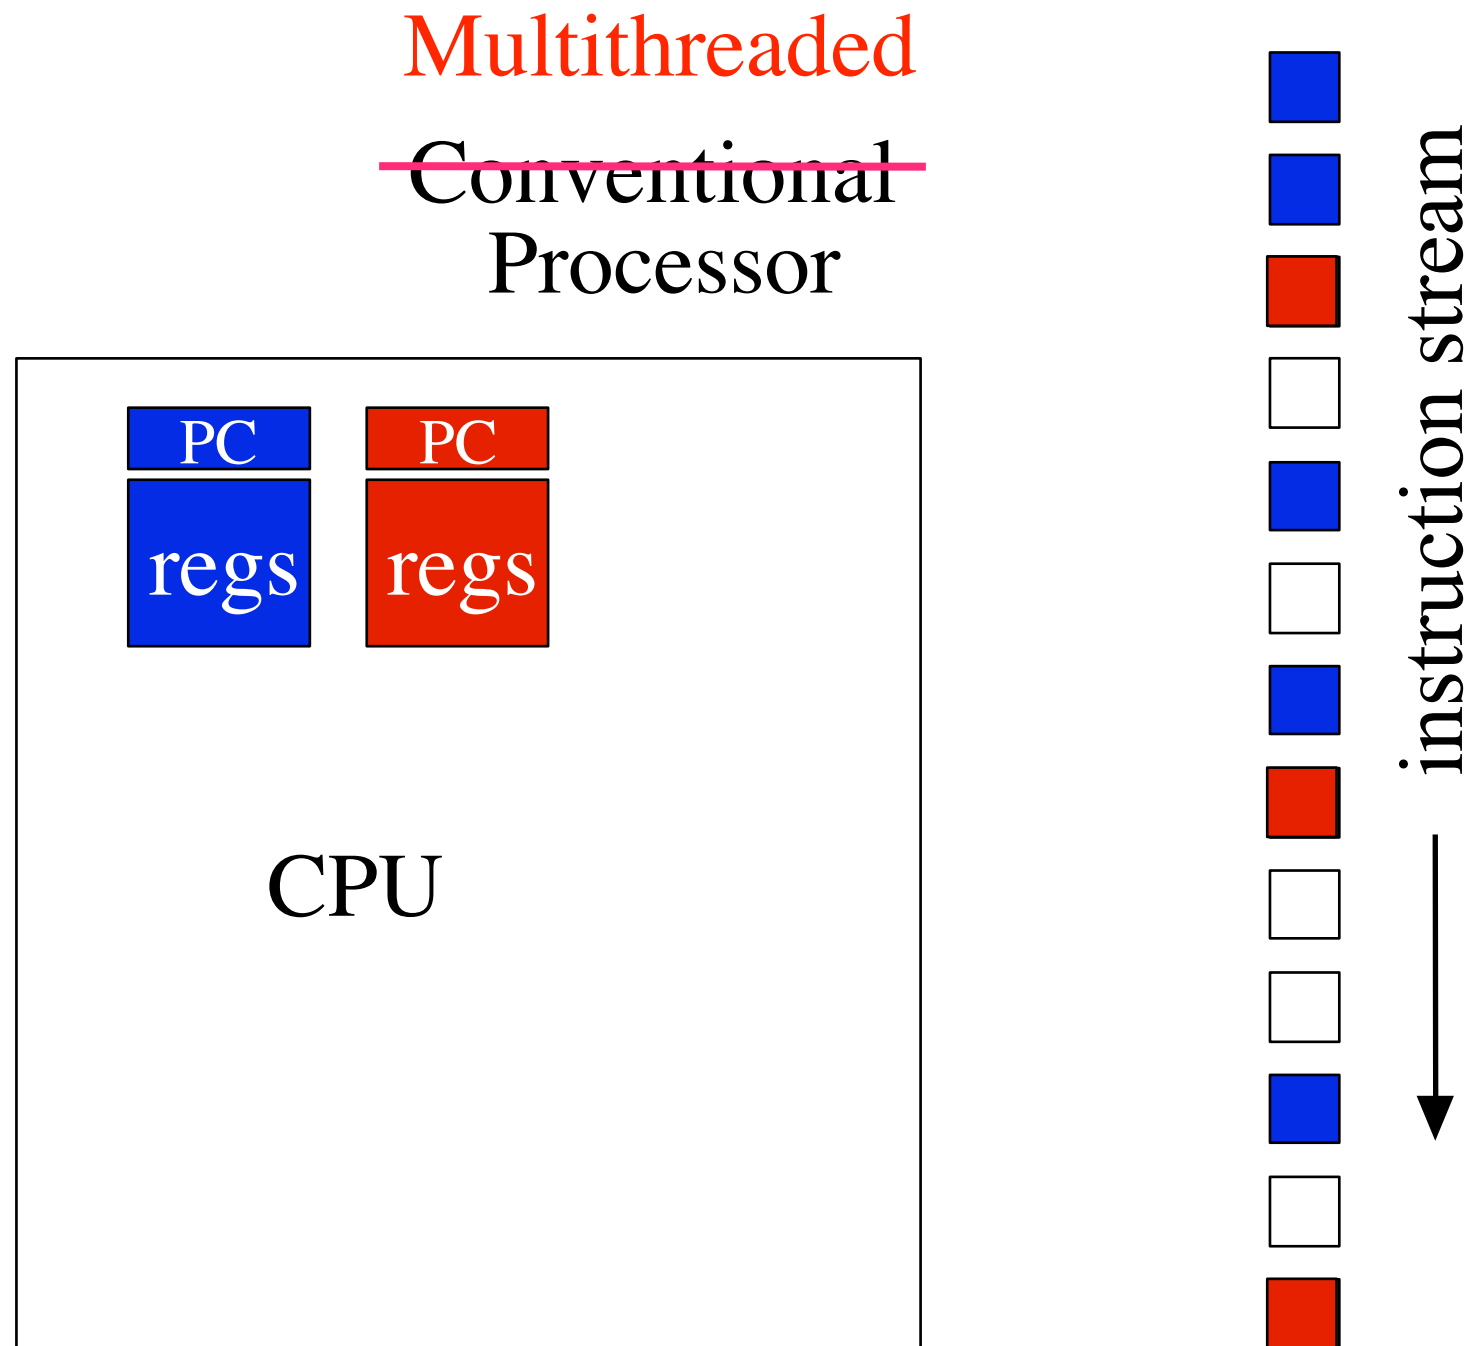 Multithreaded
Conventional
Processor
PC
PC
regs
regs
CPU
instruction stream